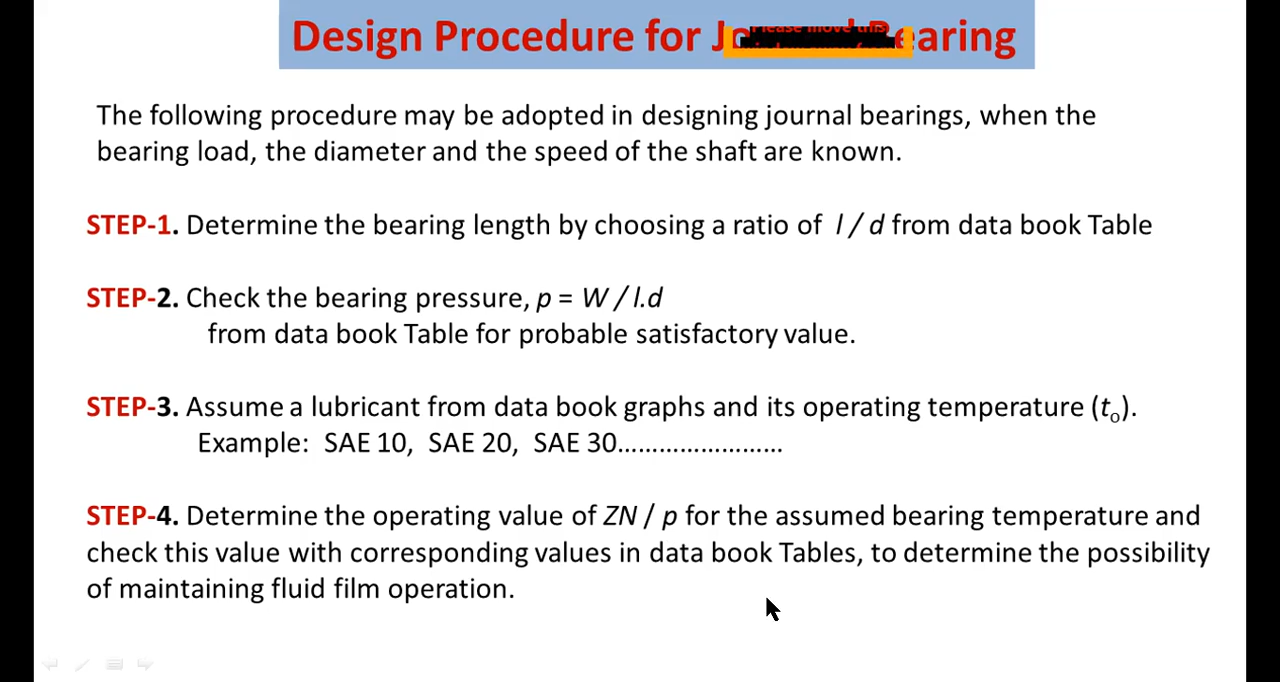 Design Procedure for Bearing
Please move this
The following procedure may be adopted in designing journal bearings, when the
bearing load, the diameter and the speed of the shaft are known.
STEP-1. Determine the bearing length by choosing a ratio of l / d from data book Table
STEP-2. Check the bearing pressure, p = W / l.d
from data book Table for probable satisfactory value.
STEP-3. Assume a lubricant from data book graphs and its operating temperature (to).
Example: SAE 10, SAE 20, SAE 30........................
STEP-4. Determine the operating value of ZN / p for the assumed bearing temperature and
check this value with corresponding values in data book Tables, to determine the possibility
of maintaining fluid film operation.